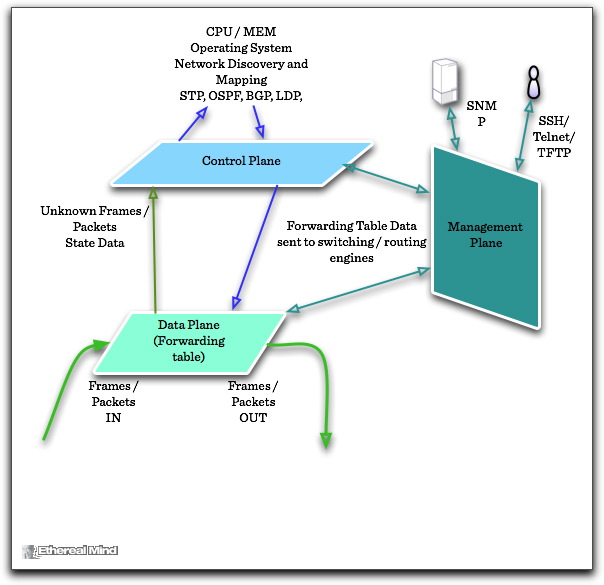 CPU / MEM
Operating System
Network Discovery and
Mapping
STP, OSPF, BGP, LDP,
SNM
P
SSH/
Telnet/
TFTP
Control Plane
Unknown Frames /
Packets
State Data
Forwarding Table Data
sent to switching / routing
engines
Management
Plane
Data Plane
(Forwarding
table)
Frames /
Packets
IN
Frames /
Packets
OUT
Ethereal Mind